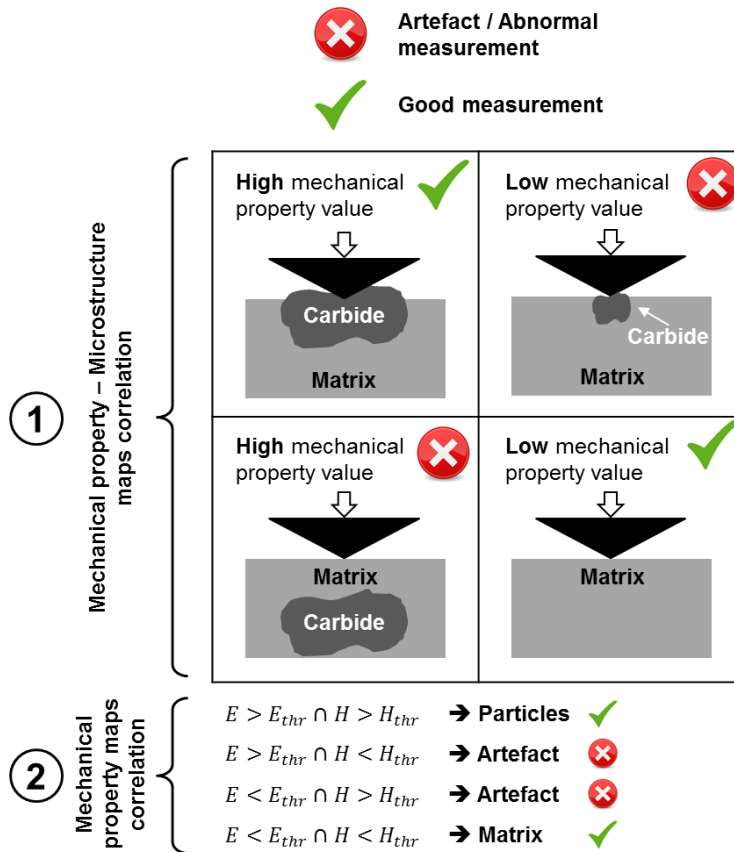 Artefact / Abnormal
measurement
Good measurement
1
Mechanical property – Microstructure
maps correlation
High mechanical
property value
Carbide
Matrix
Low mechanical
property value
Carbide
Matrix
High mechanical
property value
Matrix
Carbide
Low mechanical
property value
Matrix
2
Mechanical
property maps
correlation
E > E_thr ∩ H > H_thr → Particles
E > E_thr ∩ H < H_thr → Artefact
E < E_thr ∩ H > H_thr → Artefact
E < E_thr ∩ H < H_thr → Matrix